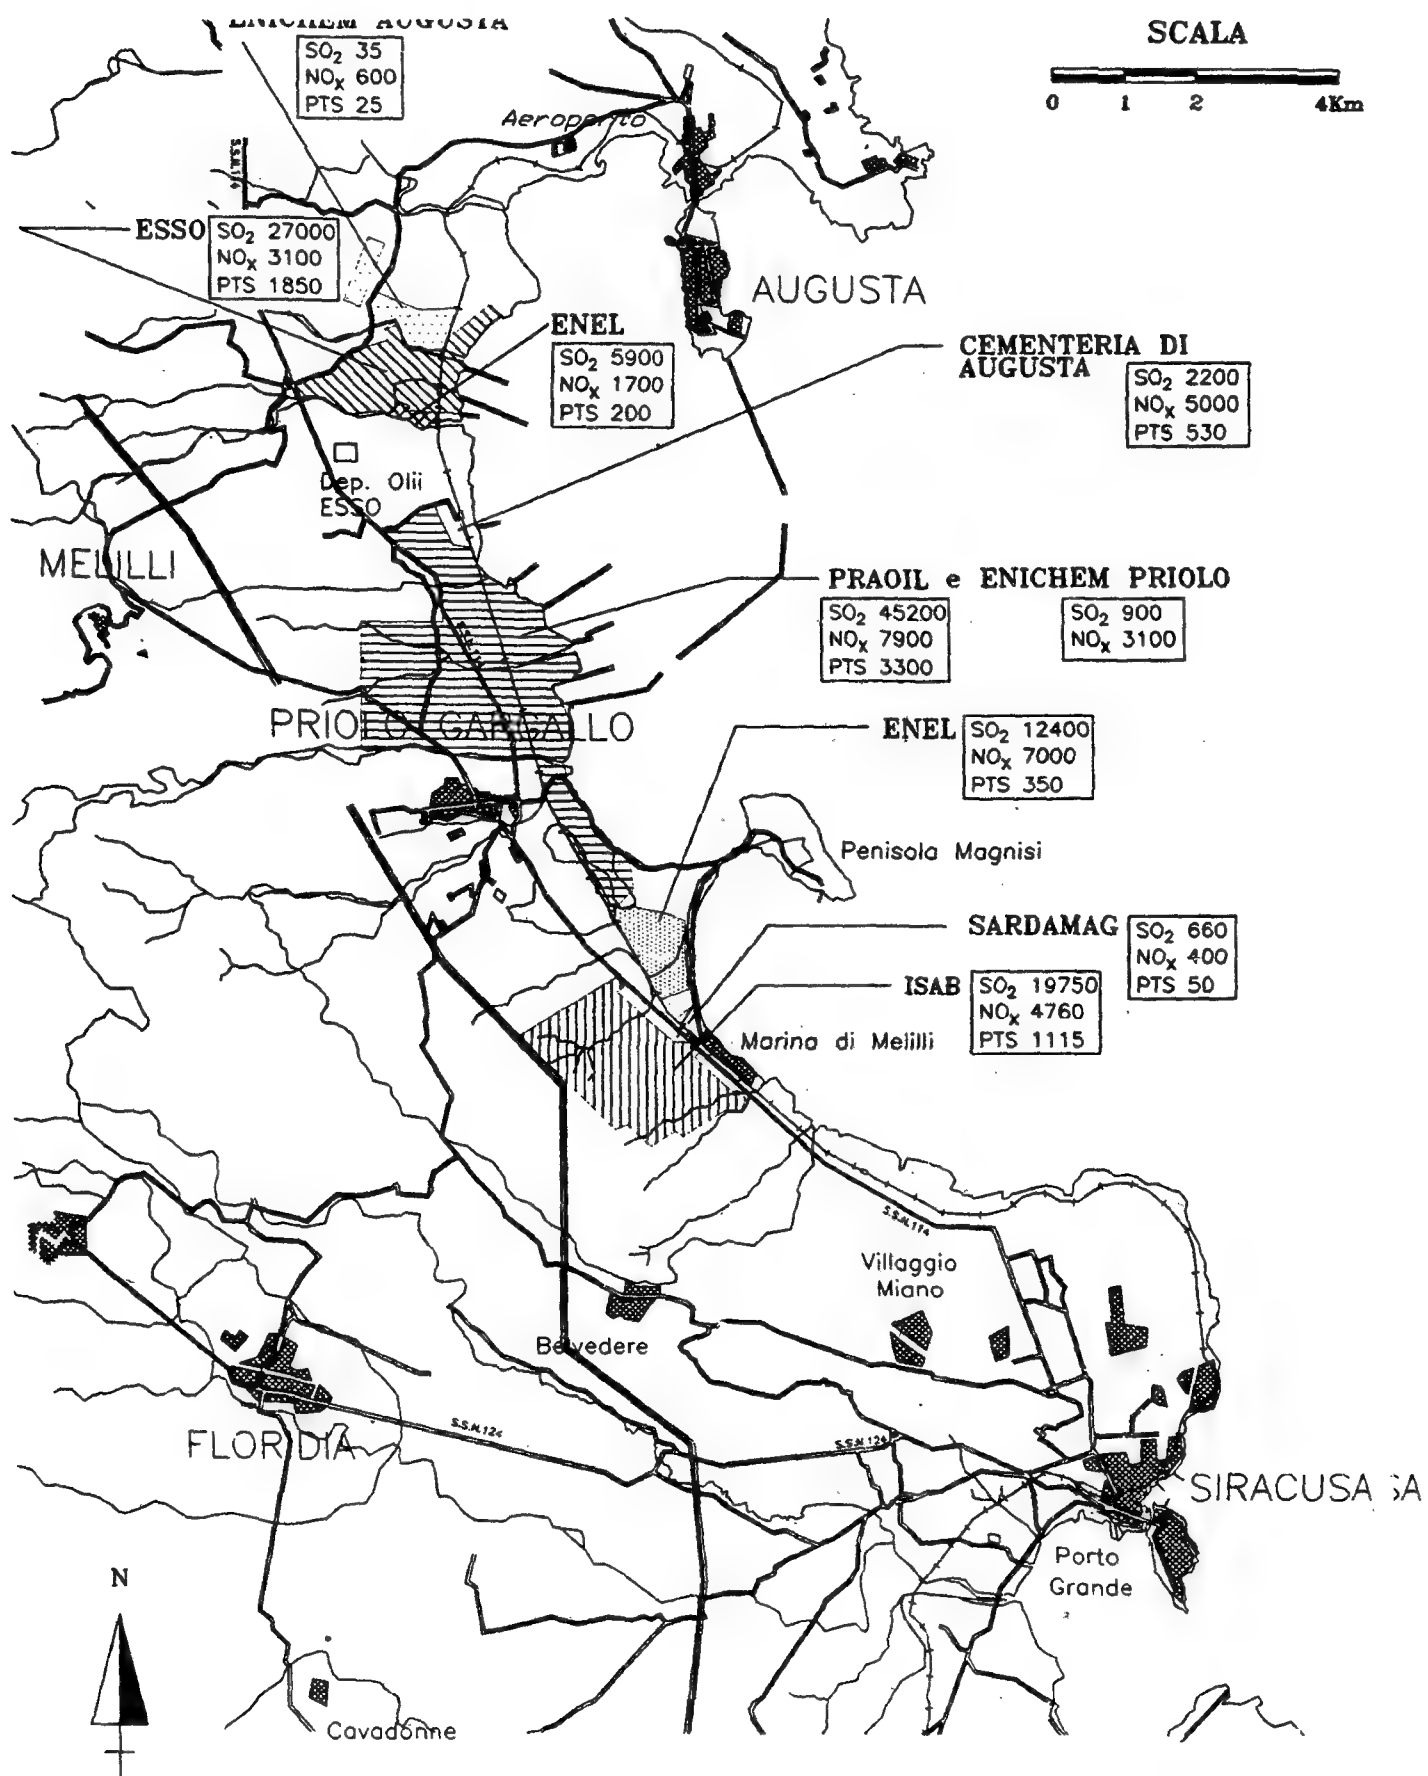 ENICHEM AUGUSTA
SO2 35
NOX 600
PTS 25
SCALA
0 1 2 4Km
Aeroporto
S.S.N.114
ESSO
SO2 27000
NOX 3100
PTS 1850
AUGUSTA
ENEL
SO2 5900
NOX 1700
PTS 200
CEMENTERIA DI
AUGUSTA
SO2 2200
NOX 5000
PTS 530
Dep. Olii
ESSO
MELILLI
PRAOIL e ENICHEM PRIOLO
SO2 45200
NOX 7900
PTS 3300
SO2 900
NOX 3100
S.S.N.114
PRIOLO GARGALLO
ENEL
SO2 12400
NOX 7000
PTS 350
Penisola Magnisi
SARDAMAG
SO2 660
NOX 400
PTS 50
ISAB
SO2 19750
NOX 4760
PTS 1115
Marina di Melilli
S.S.N.114
Villaggio
Miano
Belvedere
FLORIDIA
S.S.N.124
S.S.N.124
SIRACUSA
SA
Porto
Grande
N
Cavadonne